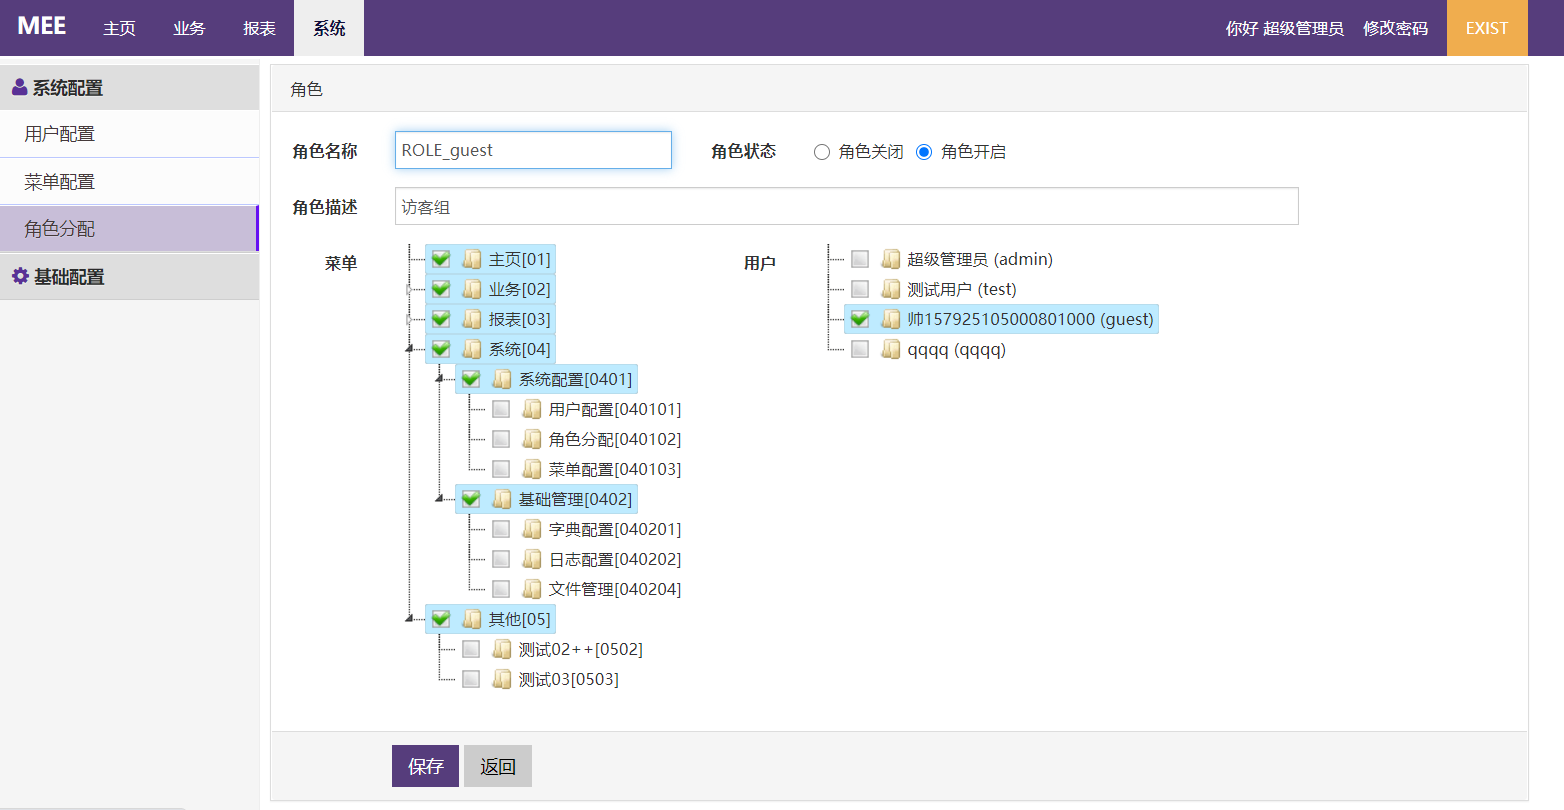 MEE 主页 业务 报表 系统 你好 超级管理员 修改密码 EXIST
系统配置
用户配置
菜单配置
角色分配
基础配置
角色
角色名称 ROLE_guest 角色状态 角色关闭 角色开启
角色描述 访客组
菜单
主页[01]
业务[02]
报表[03]
系统[04]
系统配置[0401]
用户配置[040101]
角色分配[040102]
菜单配置[040103]
基础管理[0402]
字典配置[040201]
日志配置[040202]
文件管理[040204]
其他[05]
测试02++[0502]
测试03[0503]
用户
超级管理员 (admin)
测试用户 (test)
帅157925105000801000 (guest)
qqqq (qqqq)
保存 返回